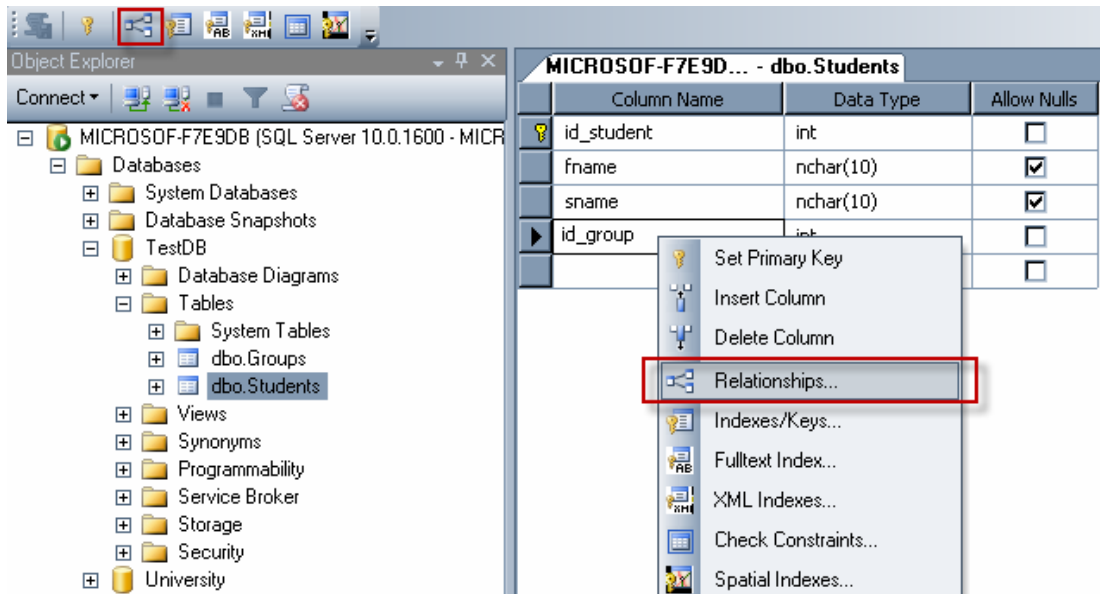 Object Explorer
Connect
MICROSOF-F7E9DB (SQL Server 10.0.1600 - MICR
Databases
System Databases
Database Snapshots
TestDB
Database Diagrams
Tables
System Tables
dbo.Groups
dbo.Students
Views
Synonyms
Programmability
Service Broker
Storage
Security
University
MICROSOF-F7E9D... - dbo.Students
Column Name Data Type Allow Nulls
id_student int
fname nchar(10)
sname nchar(10)
id_group int
Set Primary Key
Insert Column
Delete Column
Relationships...
Indexes/Keys...
Fulltext Index...
XML Indexes...
Check Constraints...
Spatial Indexes...